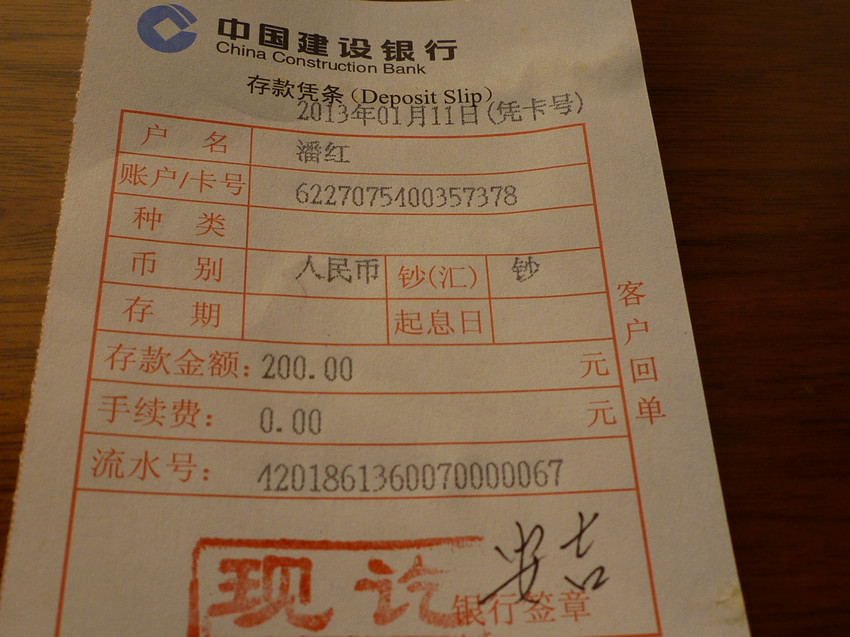 中国建设银行
China Construction Bank
存款凭条 (Deposit Slip)
2013年01月11日(凭卡号)
户 名 潘红
账户/卡号 6227075400357378
种 类
币 别 人民币 钞(汇) 钞
存 期 起息日
存款金额: 200.00 元
手续费: 0.00 元
流水号: 4201861360070000067
客户回单
现讫
银行签章